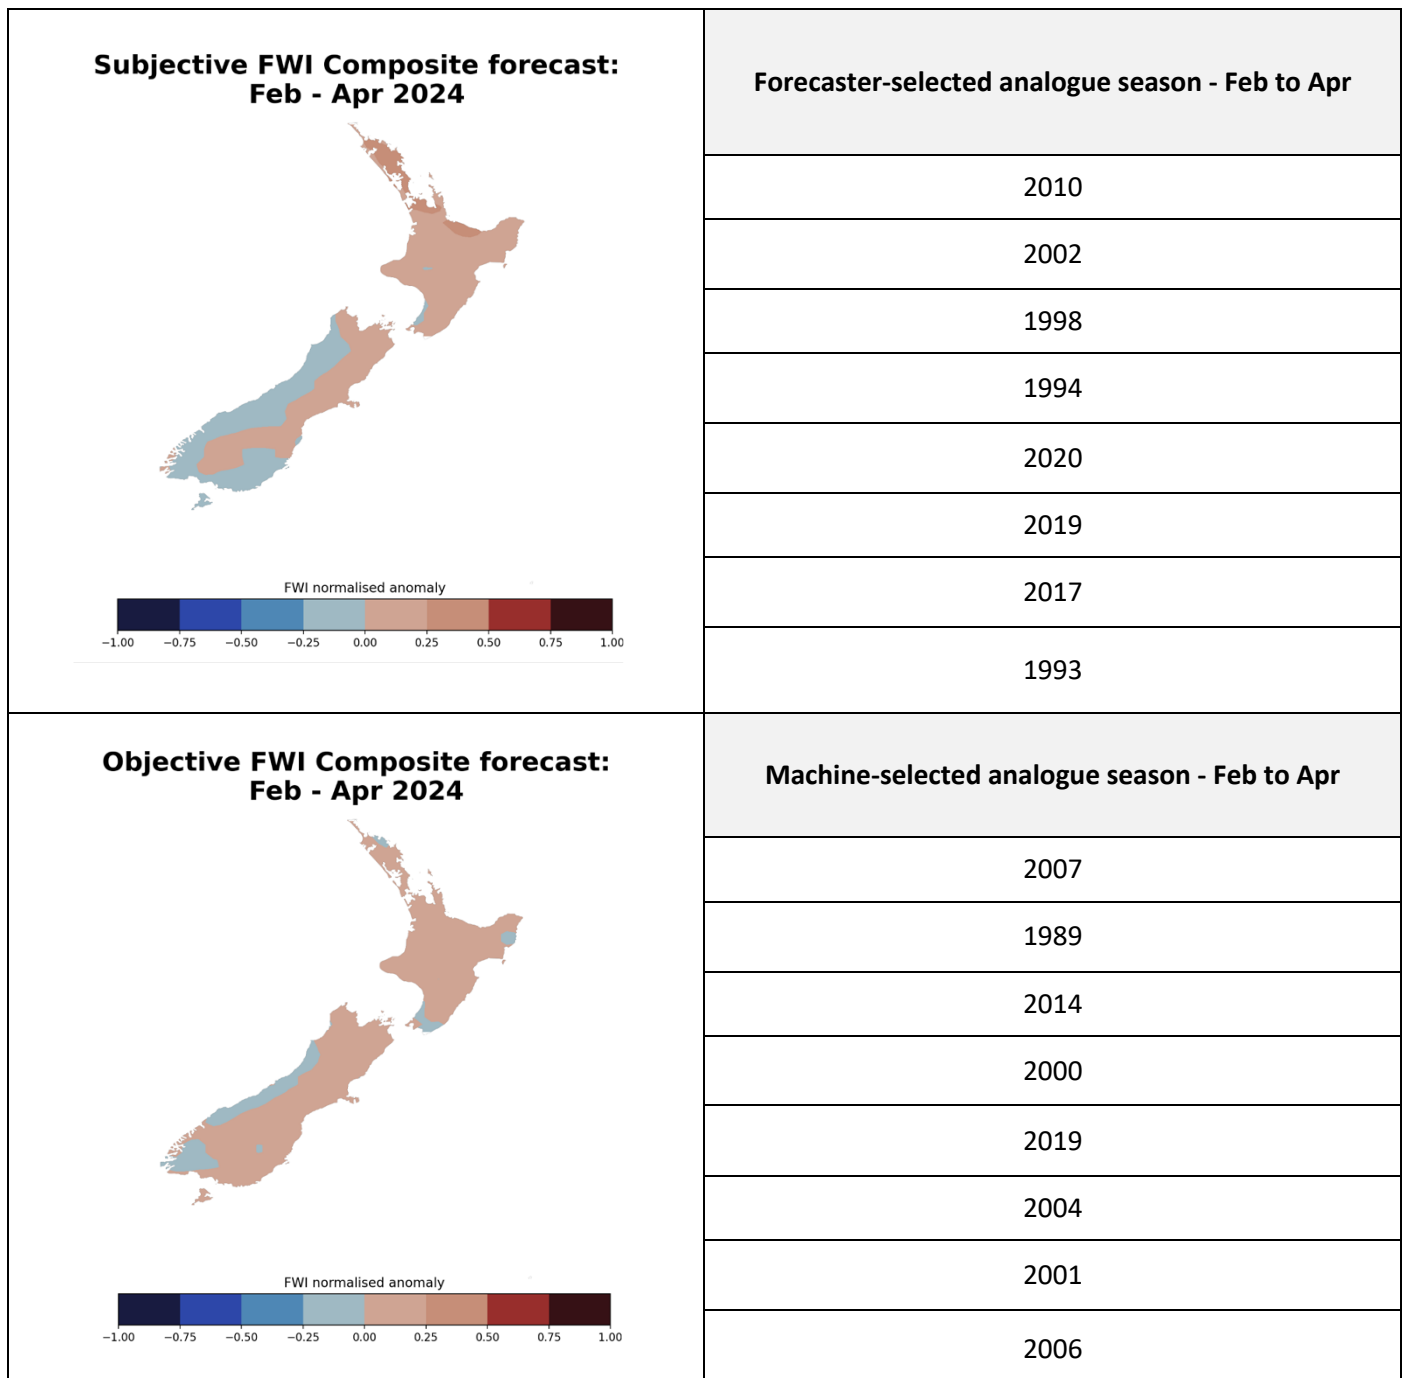 Subjective FWI Composite forecast:
Feb - Apr 2024
FWI normalised anomaly
−1.00 −0.75 −0.50 −0.25 0.00 0.25 0.50 0.75 1.00
Forecaster-selected analogue season - Feb to Apr
2010
2002
1998
1994
2020
2019
2017
1993
Objective FWI Composite forecast:
Feb - Apr 2024
FWI normalised anomaly
−1.00 −0.75 −0.50 −0.25 0.00 0.25 0.50 0.75 1.00
Machine-selected analogue season - Feb to Apr
2007
1989
2014
2000
2019
2004
2001
2006